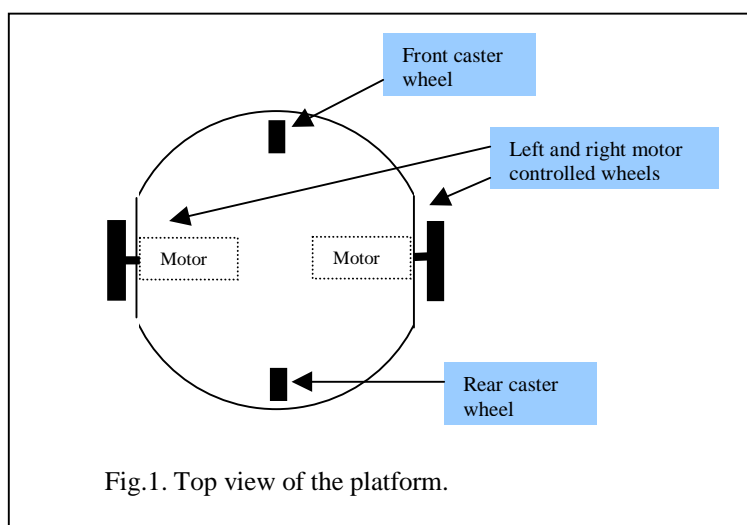 Front caster
wheel
Left and right motor
controlled wheels
Motor
Motor
Rear caster
wheel
Fig.1. Top view of the platform.